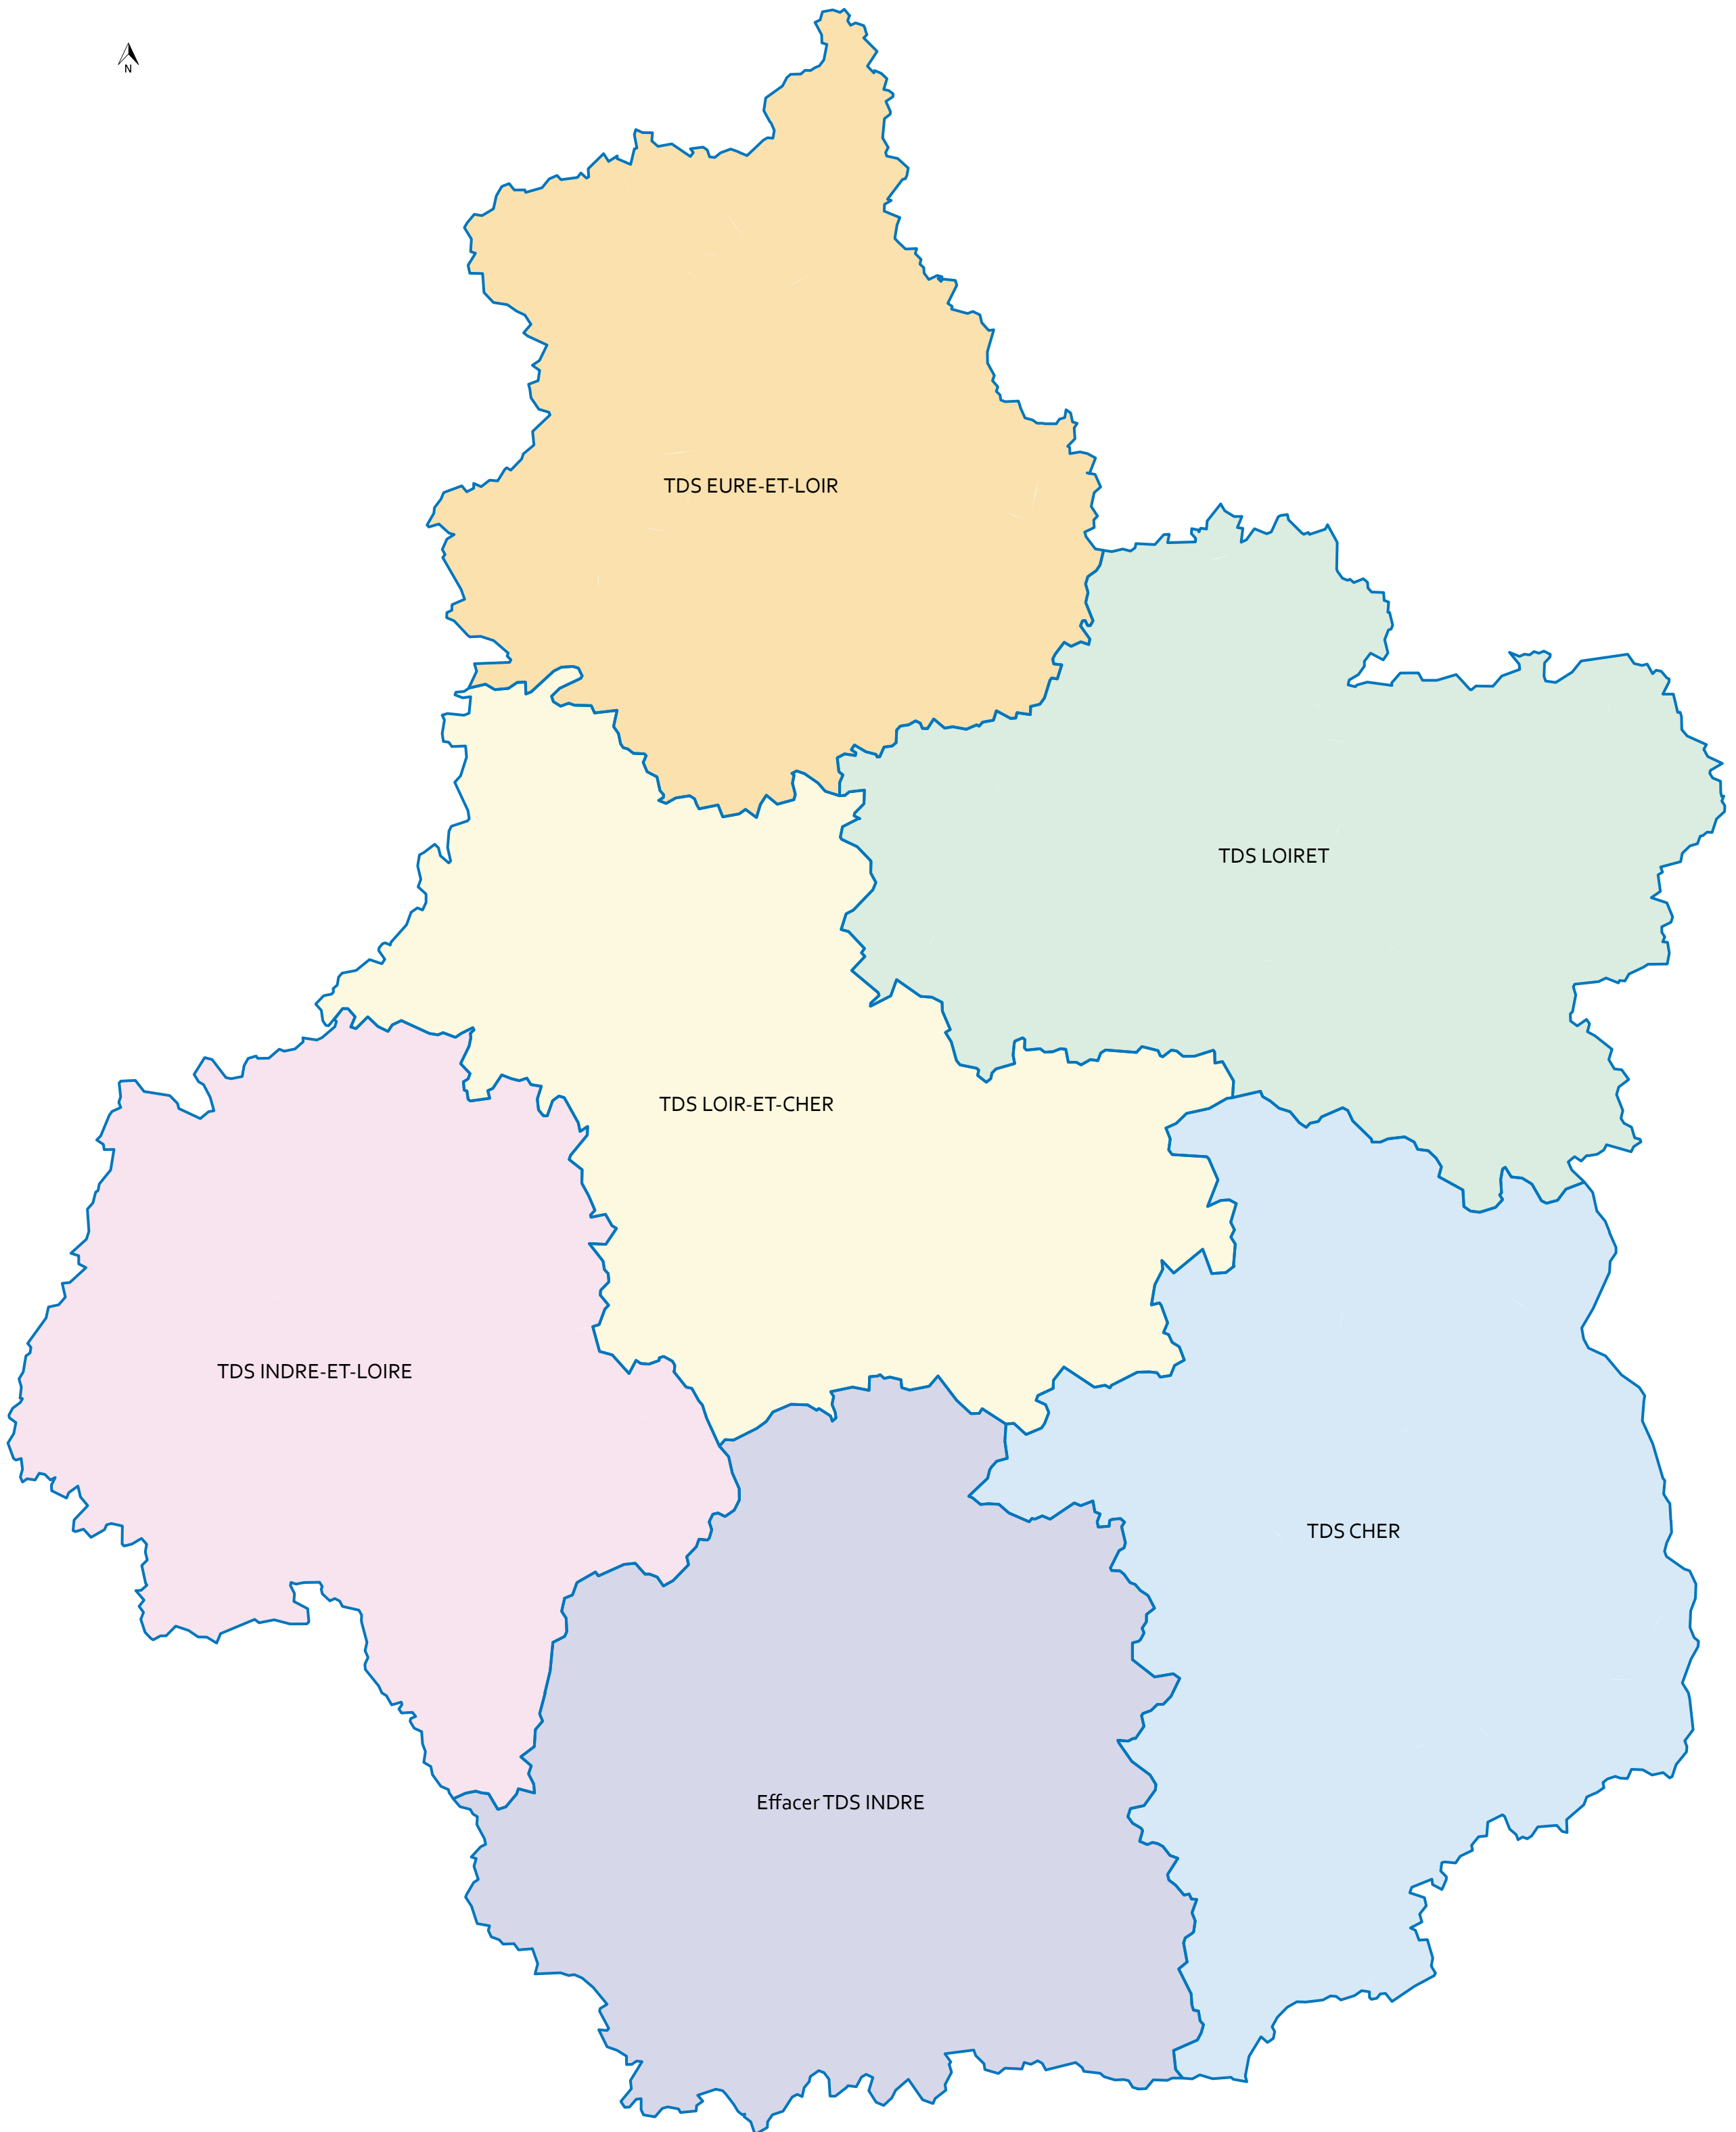 N
TDS EURE-ET-LOIR
TDS LOIRET
TDS LOIR-ET-CHER
TDS INDRE-ET-LOIRE
TDS CHER
Effacer TDS INDRE